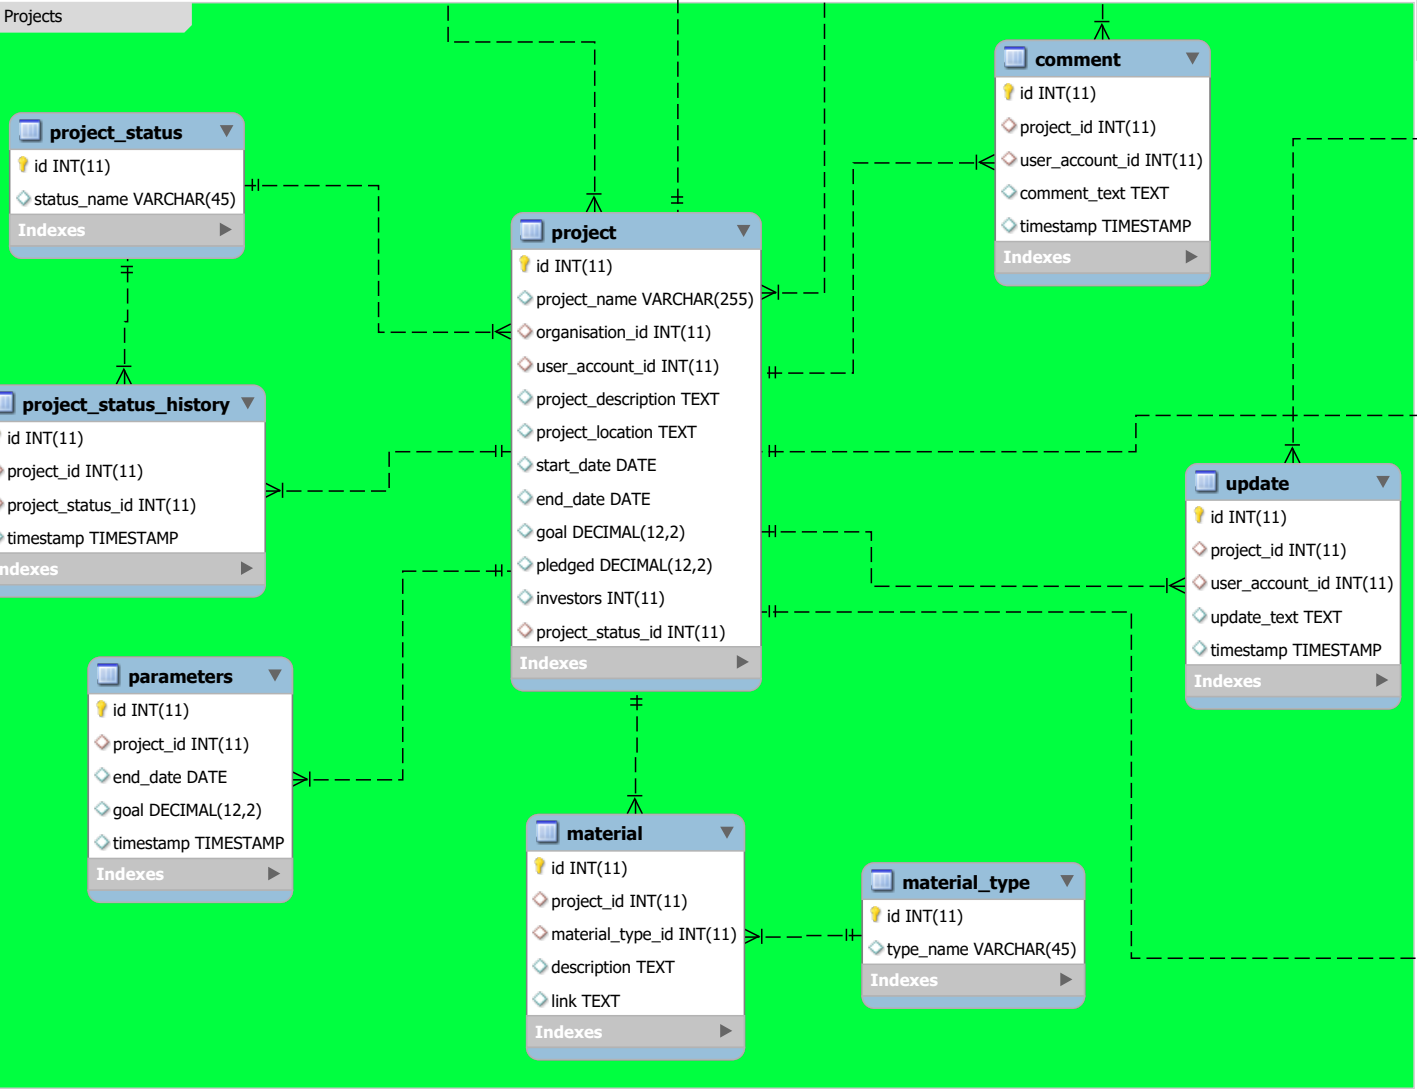 Projects
project_status
id INT(11)
status_name VARCHAR(45)
Indexes
project_status_history
id INT(11)
project_id INT(11)
project_status_id INT(11)
timestamp TIMESTAMP
ndexes
parameters
id INT(11)
project_id INT(11)
end_date DATE
goal DECIMAL(12,2)
timestamp TIMESTAMP
Indexes
project
id INT(11)
project_name VARCHAR(255)
organisation_id INT(11)
user_account_id INT(11)
project_description TEXT
project_location TEXT
start_date DATE
end_date DATE
goal DECIMAL(12,2)
pledged DECIMAL(12,2)
investors INT(11)
project_status_id INT(11)
Indexes
material
id INT(11)
project_id INT(11)
material_type_id INT(11)
description TEXT
link TEXT
Indexes
material_type
id INT(11)
type_name VARCHAR(45)
Indexes
comment
id INT(11)
project_id INT(11)
user_account_id INT(11)
comment_text TEXT
timestamp TIMESTAMP
Indexes
update
id INT(11)
project_id INT(11)
user_account_id INT(11)
update_text TEXT
timestamp TIMESTAMP
Indexes